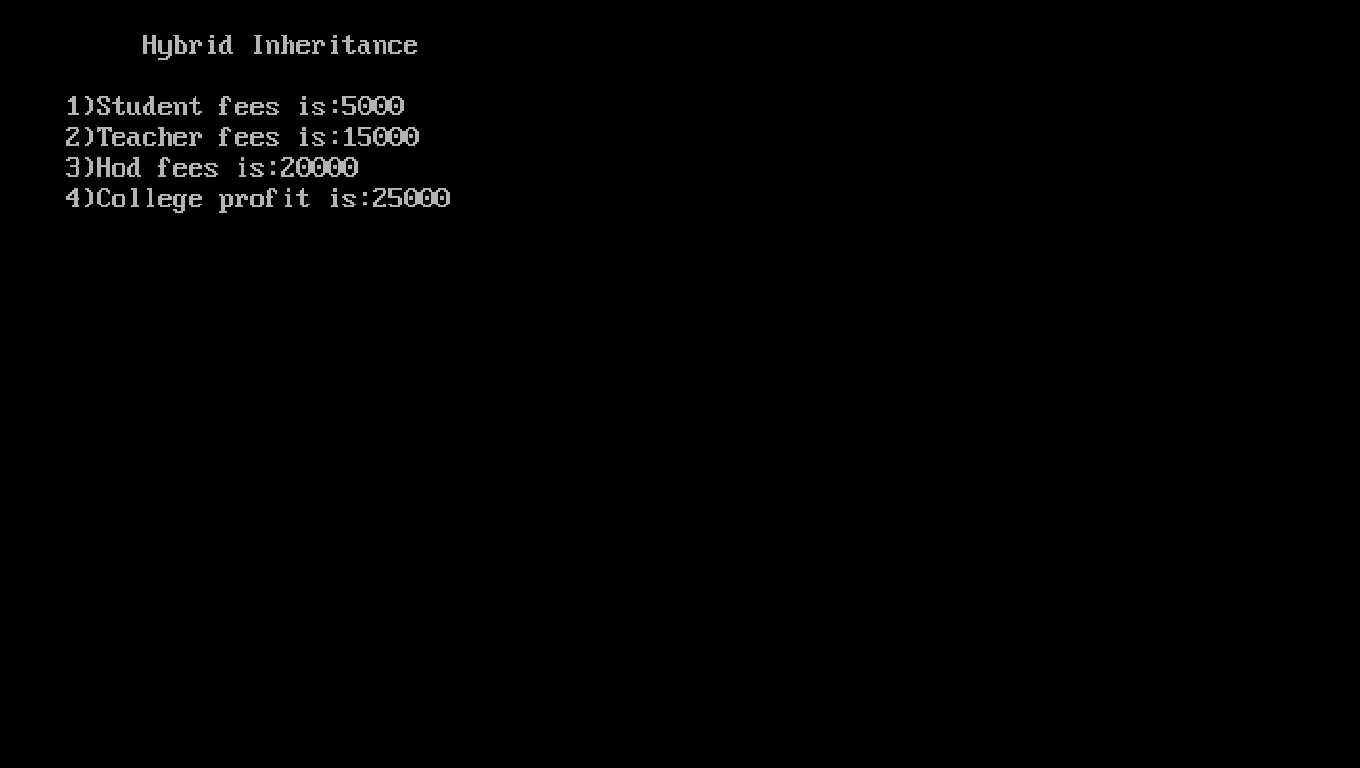 Hybrid Inheritance
1)Student fees is:5000
2)Teacher fees is:15000
3)Hod fees is:20000
4)College profit is:25000